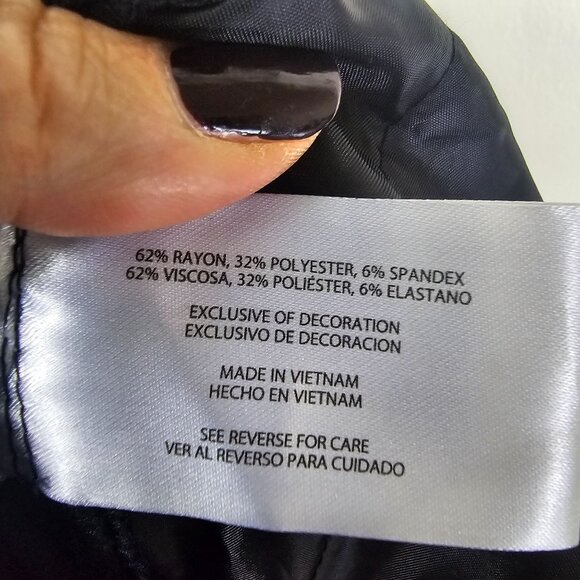 62% RAYON, 32% POLYESTER, 6% SPANDEX
62% VISCOSA, 32% POLIÉSTER, 6% ELASTANO
EXCLUSIVE OF DECORATION
EXCLUSIVO DE DECORACION
MADE IN VIETNAM
HECHO EN VIETNAM
SEE REVERSE FOR CARE
VER AL REVERSO PARA CUIDADO